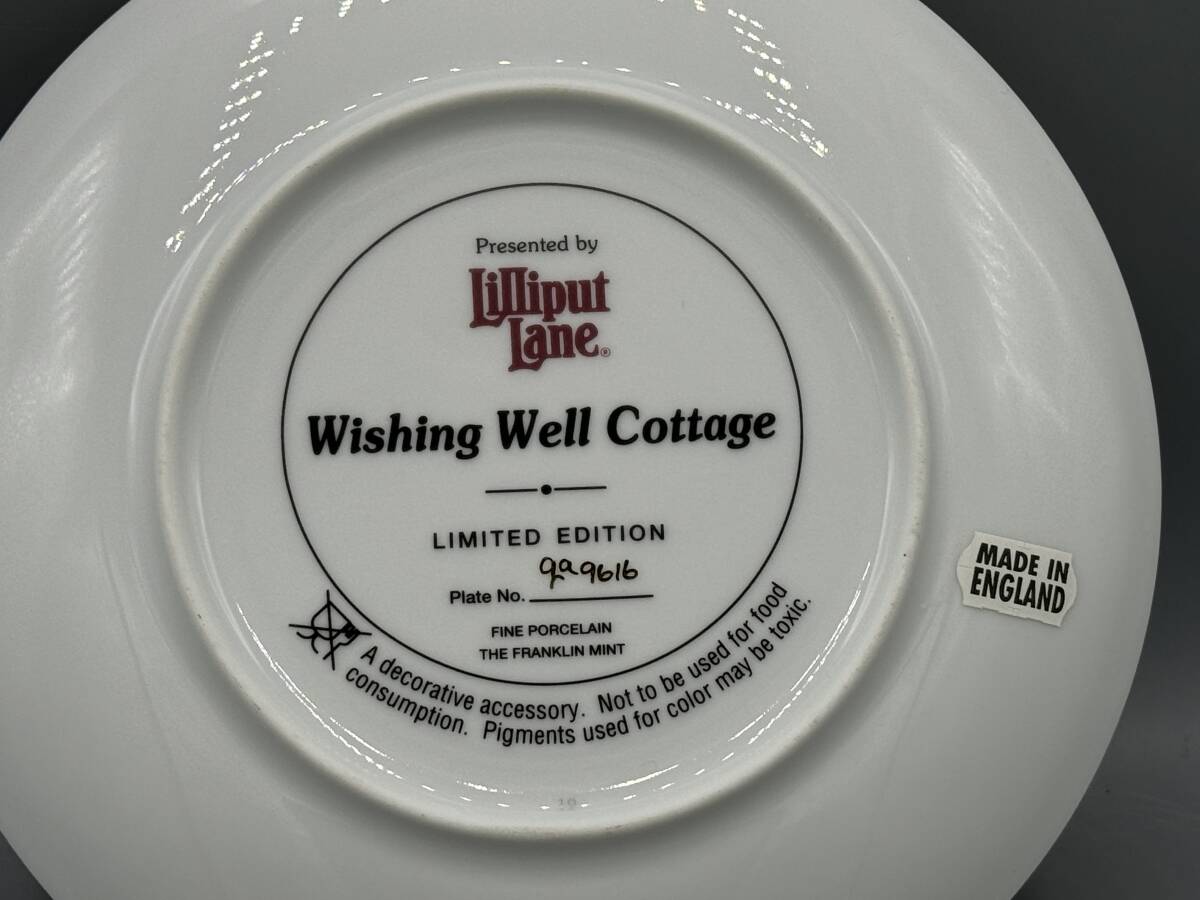 Presented by
Lilliput
Lane®
Wishing Well Cottage
LIMITED EDITION
Plate No. qa9616
FINE PORCELAIN
THE FRANKLIN MINT
A decorative accessory. Not to be used for food
consumption. Pigments used for color may be toxic.
MADE IN
ENGLAND